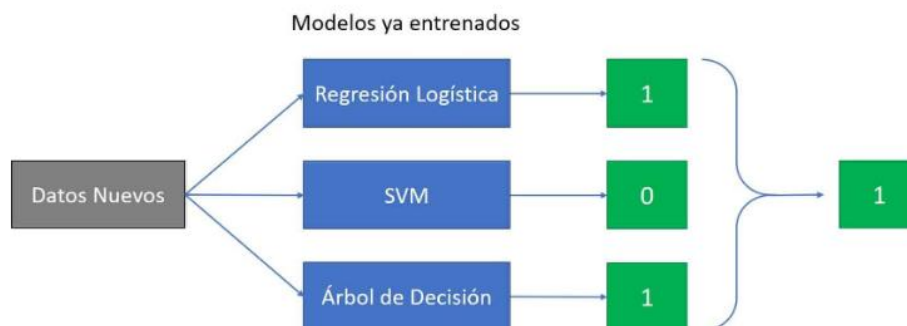 Modelos ya entrenados
Regresión Logística
1
Datos Nuevos
SVM
0
1
Árbol de Decisión
1